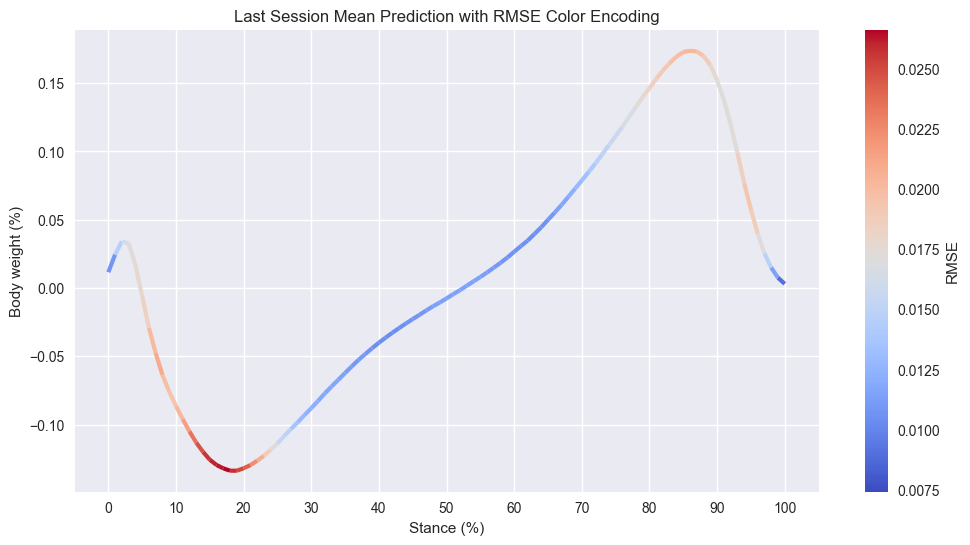 Last Session Mean Prediction with RMSE Color Encoding
Body weight (%)
0.15
0.10
0.05
0.00
−0.05
−0.10
0 10 20 30 40 50 60 70 80 90 100
Stance (%)
0.0250
0.0225
0.0200
0.0175
0.0150
0.0125
0.0100
0.0075
RMSE